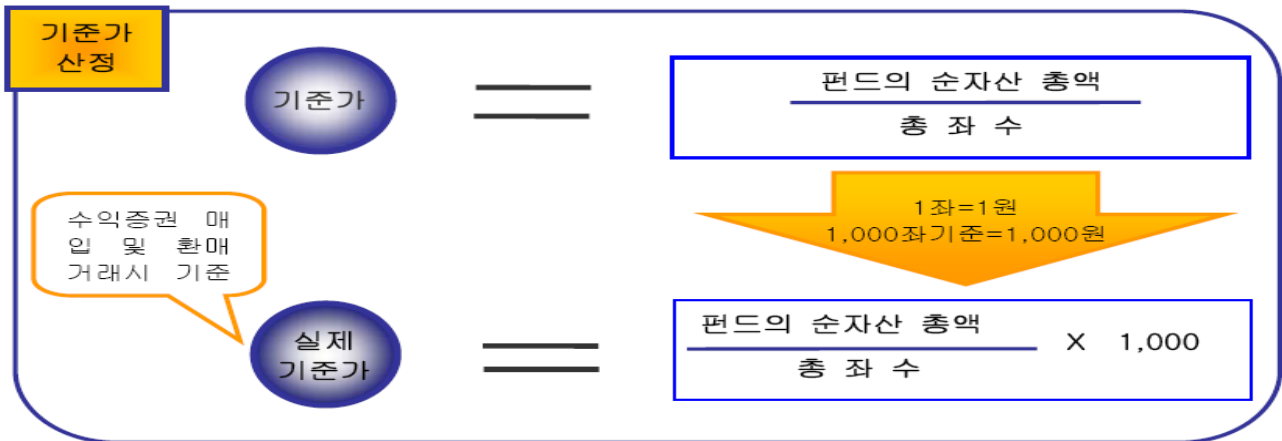 기준가
산정
기준가
펀드의 순자산 총액
총 좌 수
1좌=1원
1,000좌기준=1,000원
수익증권 매
입 및 환매
거래시 기준
실제
기준가
펀드의 순자산 총액
총 좌 수
X 1,000